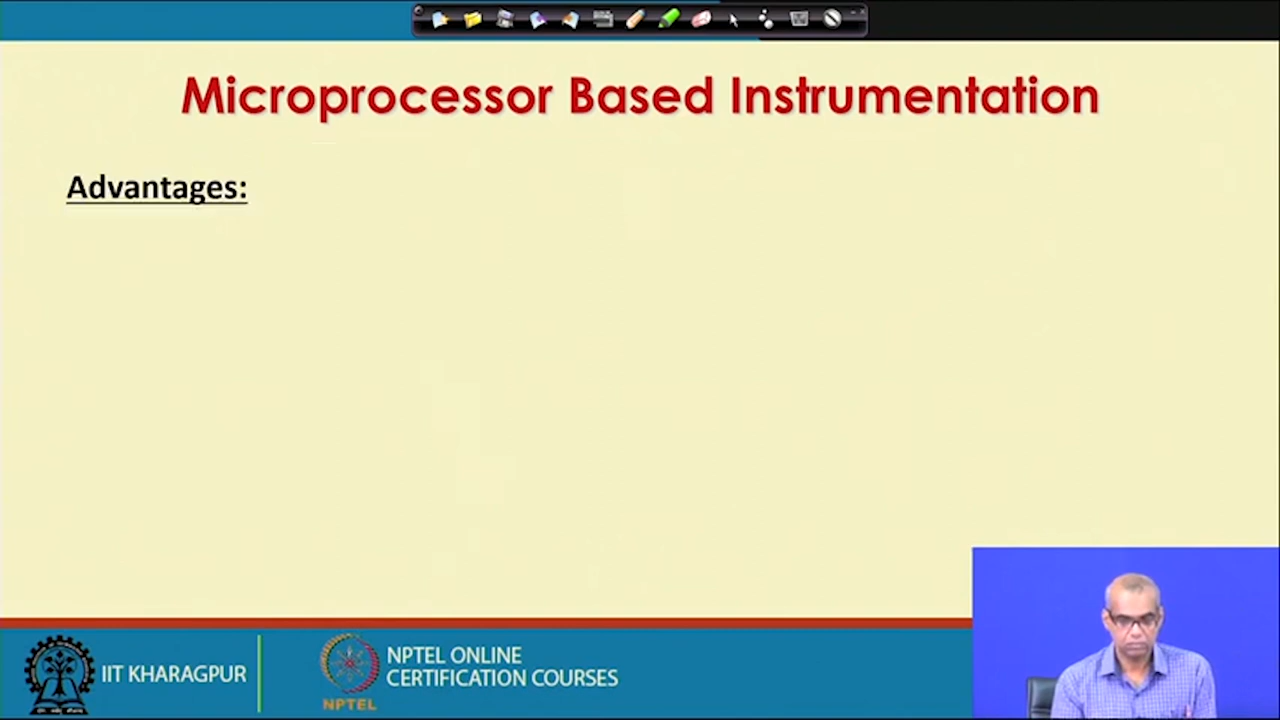 Microprocessor Based Instrumentation
Advantages:
IIT KHARAGPUR
NPTEL
NPTEL ONLINE
CERTIFICATION COURSES